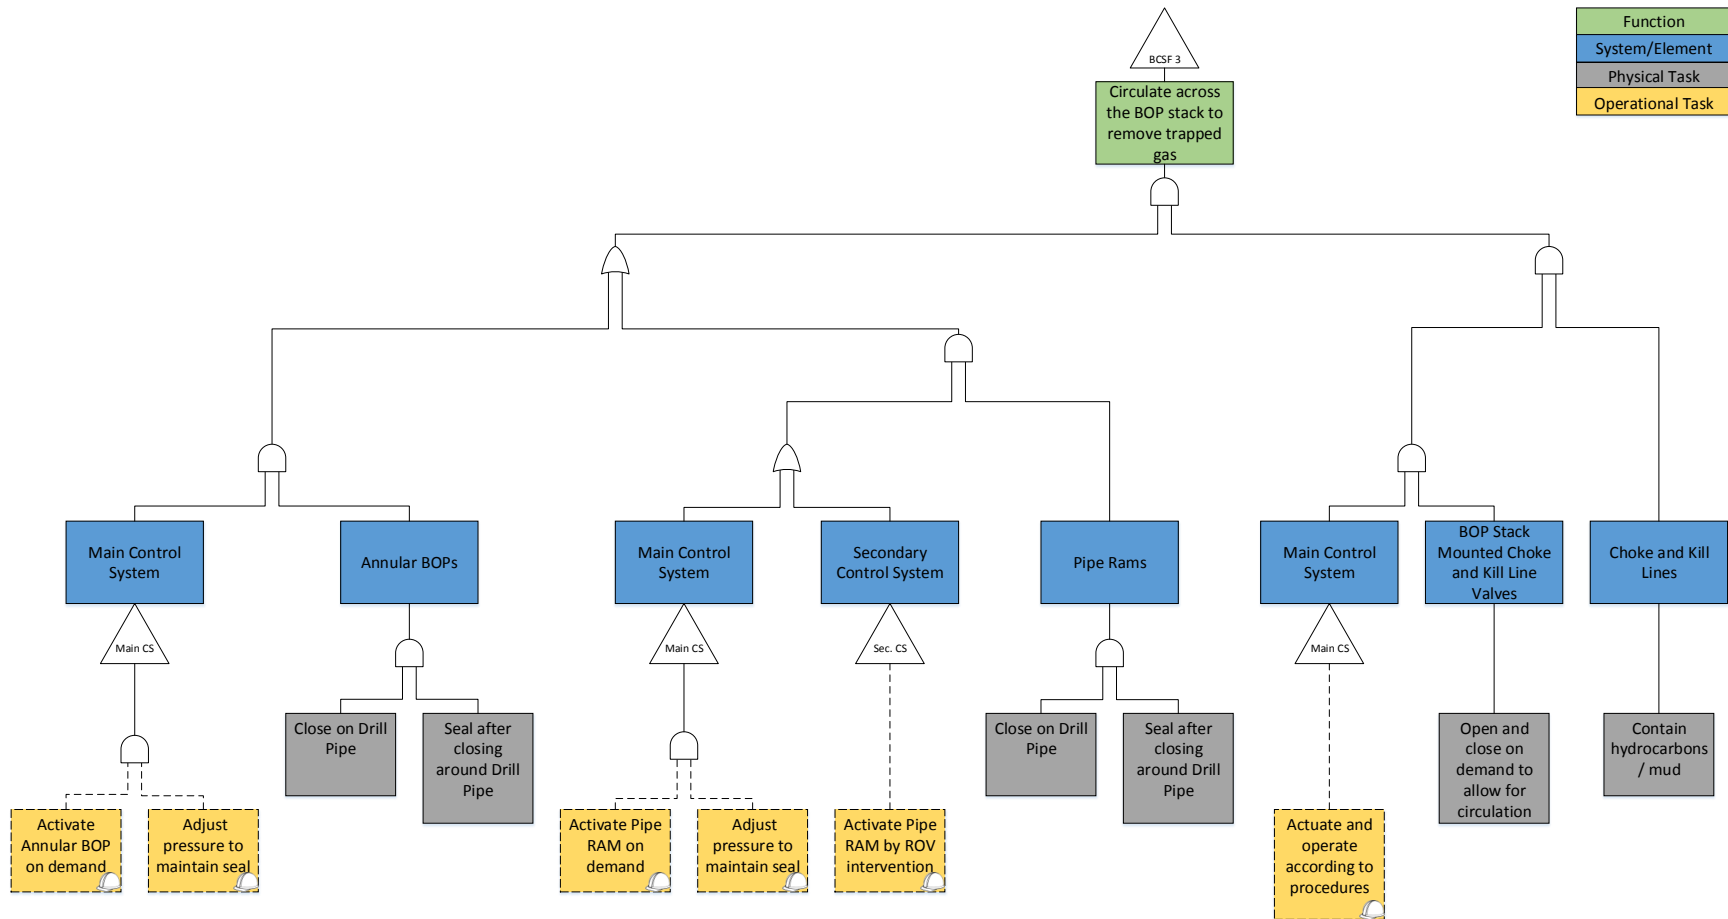 BCSF 3
Circulate across
the BOP stack to
remove trapped
gas
Function
System/Element
Physical Task
Operational Task
Main Control
System
Annular BOPs
Main Control
System
Secondary
Control System
Pipe Rams
Main Control
System
BOP Stack
Mounted Choke
and Kill Line
Valves
Choke and Kill
Lines
Main CS
Main CS
Sec. CS
Main CS
Close on Drill
Pipe
Seal after
closing
around Drill
Pipe
Close on Drill
Pipe
Seal after
closing
around Drill
Pipe
Open and
close on
demand to
allow for
circulation
Contain
hydrocarbons
/ mud
Activate
Annular BOP
on demand
Adjust
pressure to
maintain seal
Activate Pipe
RAM on
demand
Adjust
pressure to
maintain seal
Activate Pipe
RAM by ROV
intervention
Actuate and
operate
according to
procedures